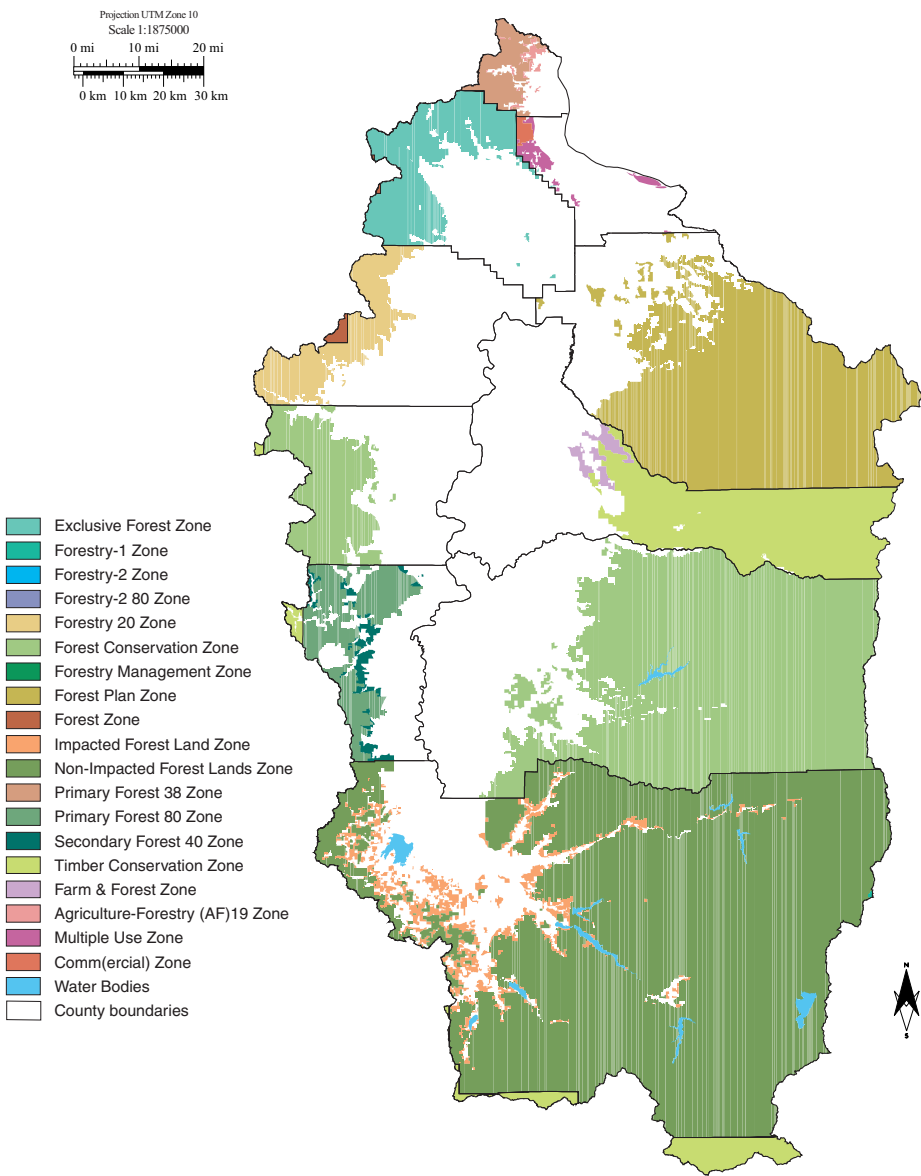 Projection UTM Zone 10
Scale 1:1875000
0 mi 10 mi 20 mi
0 km 10 km 20 km 30 km
Exclusive Forest Zone
Forestry-1 Zone
Forestry-2 Zone
Forestry-2 80 Zone
Forestry 20 Zone
Forest Conservation Zone
Forestry Management Zone
Forest Plan Zone
Forest Zone
Impacted Forest Land Zone
Non-Impacted Forest Lands Zone
Primary Forest 38 Zone
Primary Forest 80 Zone
Secondary Forest 40 Zone
Timber Conservation Zone
Farm & Forest Zone
Agriculture-Forestry (AF)19 Zone
Multiple Use Zone
Comm(ercial) Zone
Water Bodies
County boundaries
N
S